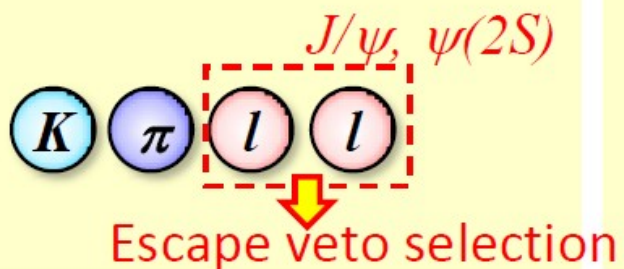 J/ψ, ψ(2S)
K π l l
Escape veto selection